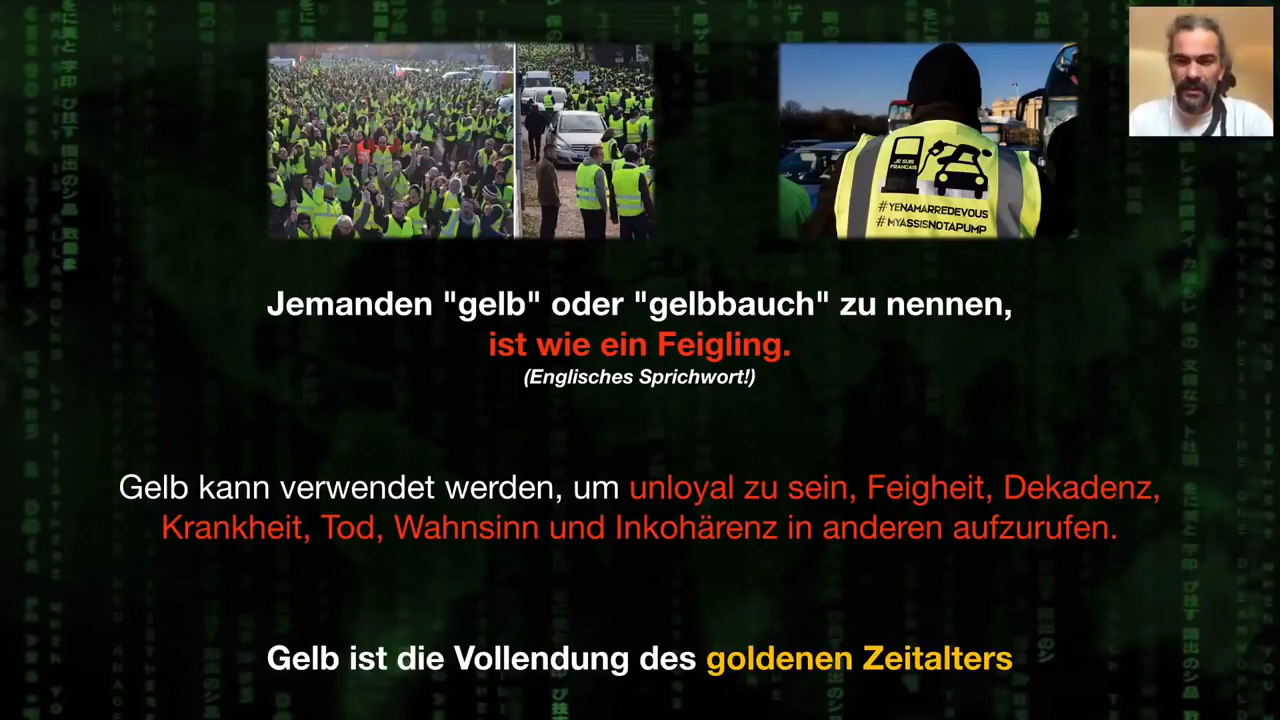 JE SUIS
FRANCAIS
#YENAMARREDEVOUS
#MYASSISNOTAPUMP
Jemanden "gelb" oder "gelbbauch" zu nennen,
ist wie ein Feigling.
(Englisches Sprichwort!)
Gelb kann verwendet werden, um unloyal zu sein, Feigheit, Dekadenz,
Krankheit, Tod, Wahnsinn und Inkohärenz in anderen aufzurufen.
Gelb ist die Vollendung des goldenen Zeitalters